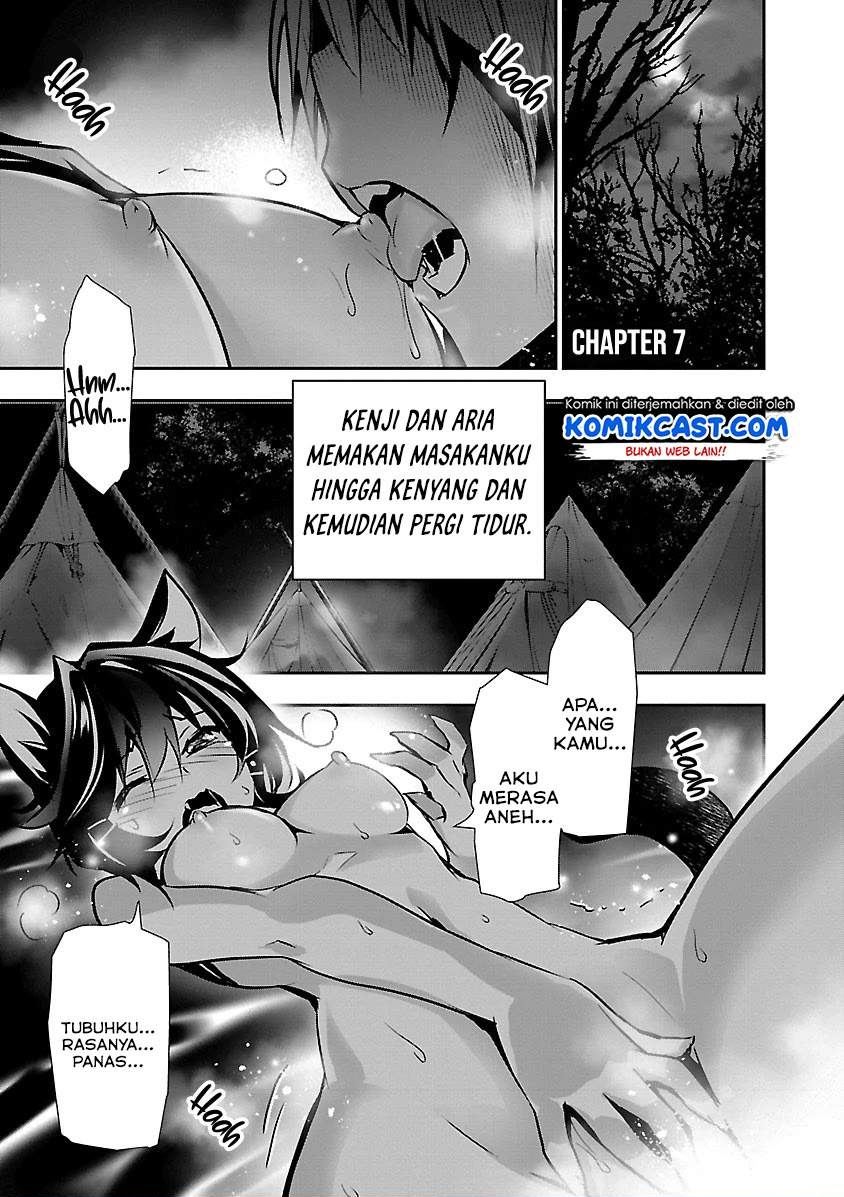 Haah
Haah
CHAPTER 7
Hnm...
Ahh...
KENJI DAN ARIA
MEMAKAN MASAKANKU
HINGGA KENYANG DAN
KEMUDIAN PERGI TIDUR.
Komik ini diterjemahkan & diedit oleh
KOMIKCAST.COM
BUKAN WEB LAIN!!
APA...
YANG
KAMU...
AKU
MERASA
ANEH...
Haah
TUBUHKU...
RASANYA...
PANAS...
Haah